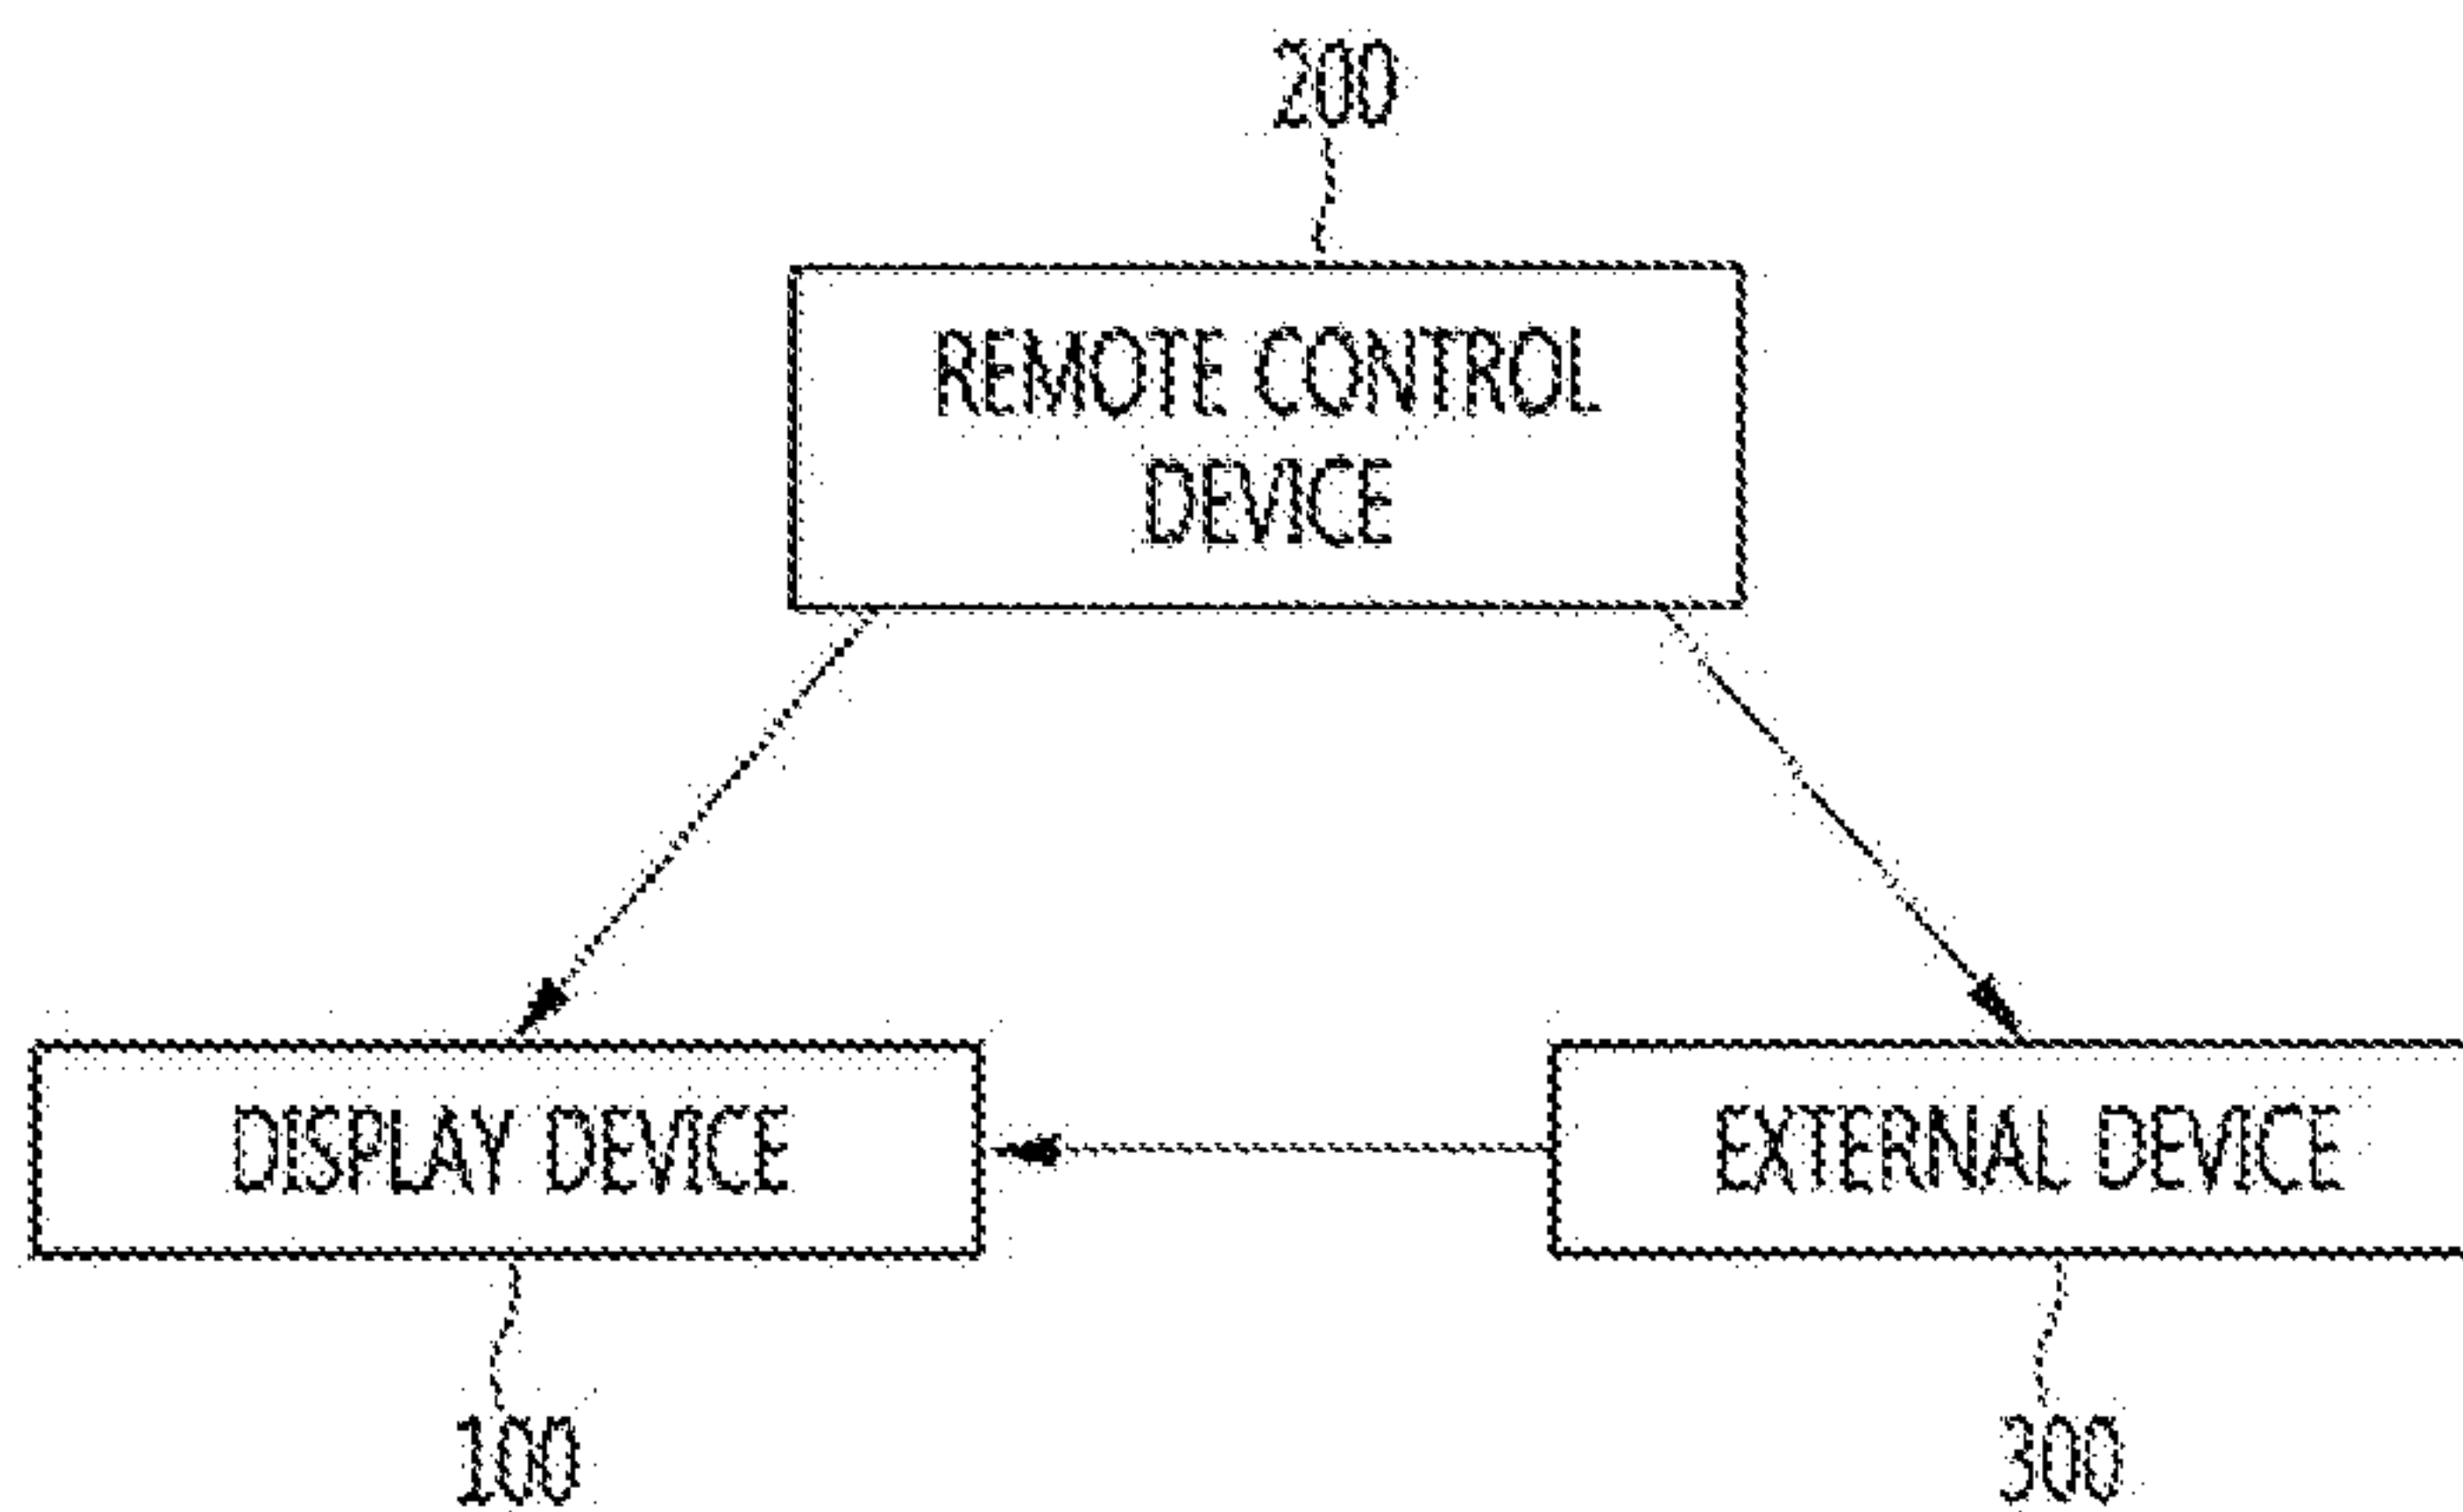 200
REMOTE CONTROL
DEVICE
DISPLAY DEVICE
EXTERNAL DEVICE
100
300